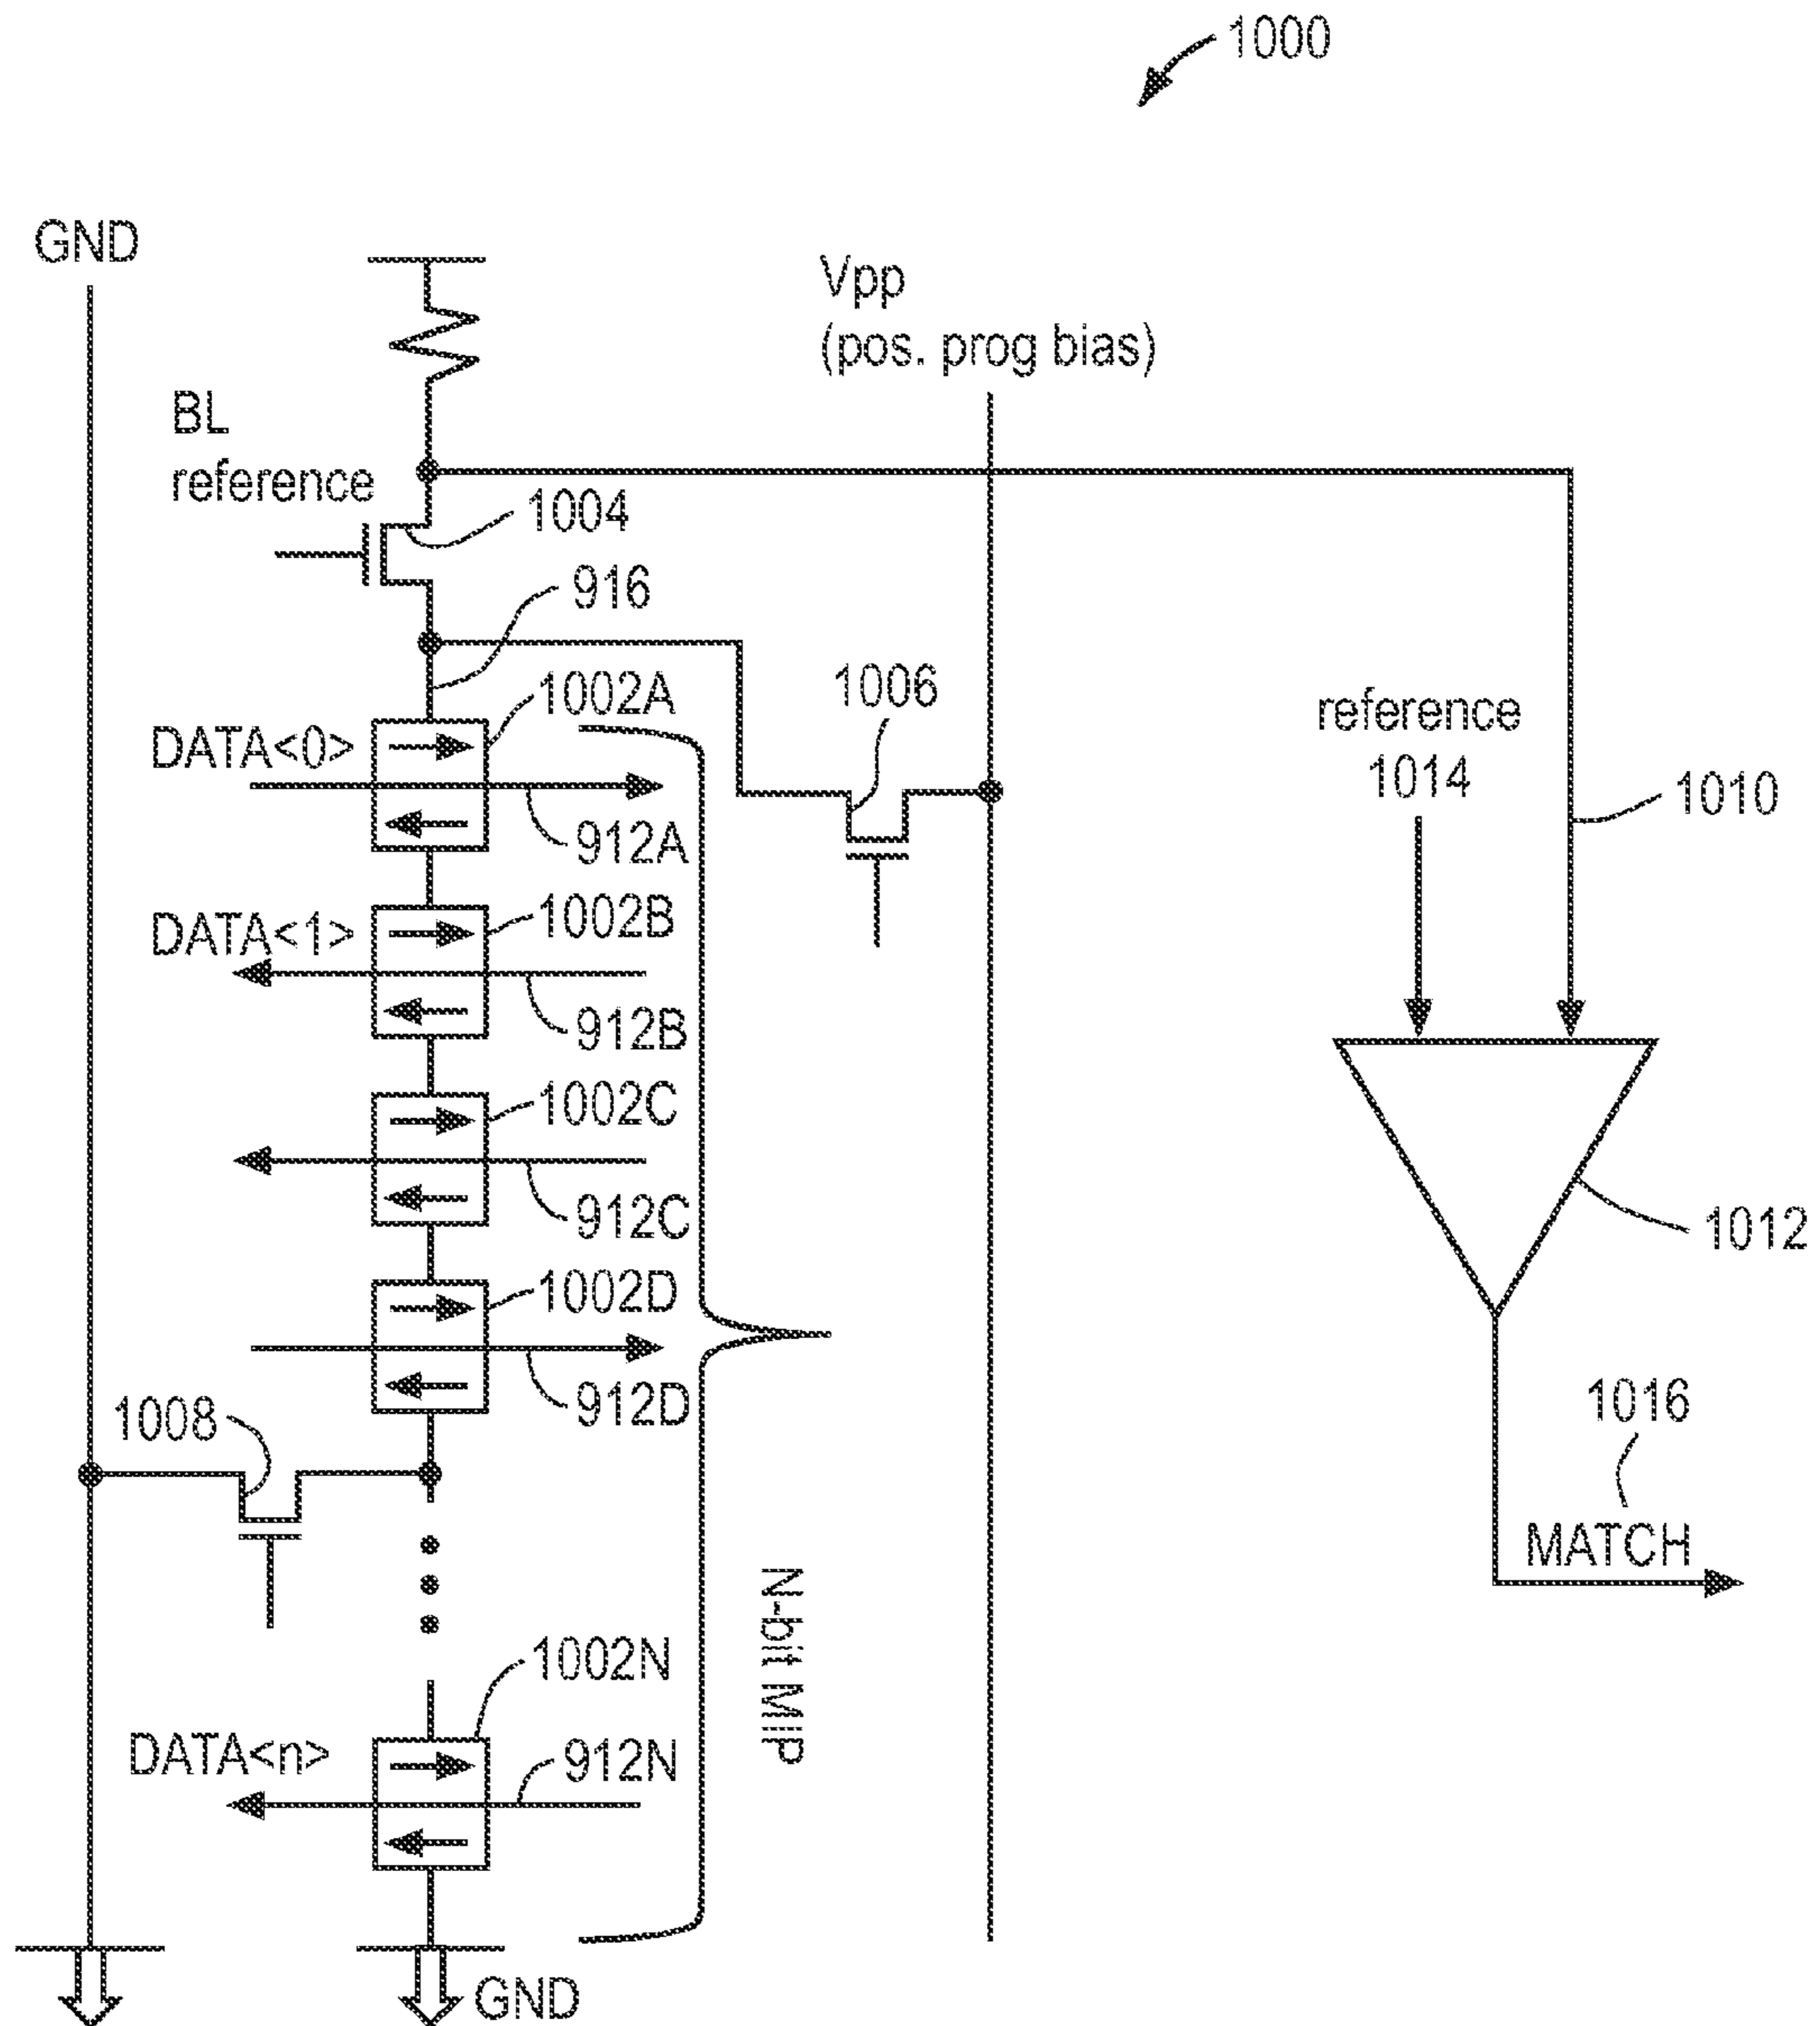 1000
GND
Vpp
(pos. prog bias)
BL
reference
1004
916
1002A
1006
DATA<0>
reference
1014
1010
912A
1002B
DATA<1>
912B
1002C
912C
1012
1002D
912D
1008
1016
MATCH
N-bit MIP
1002N
DATA<n>
912N
GND